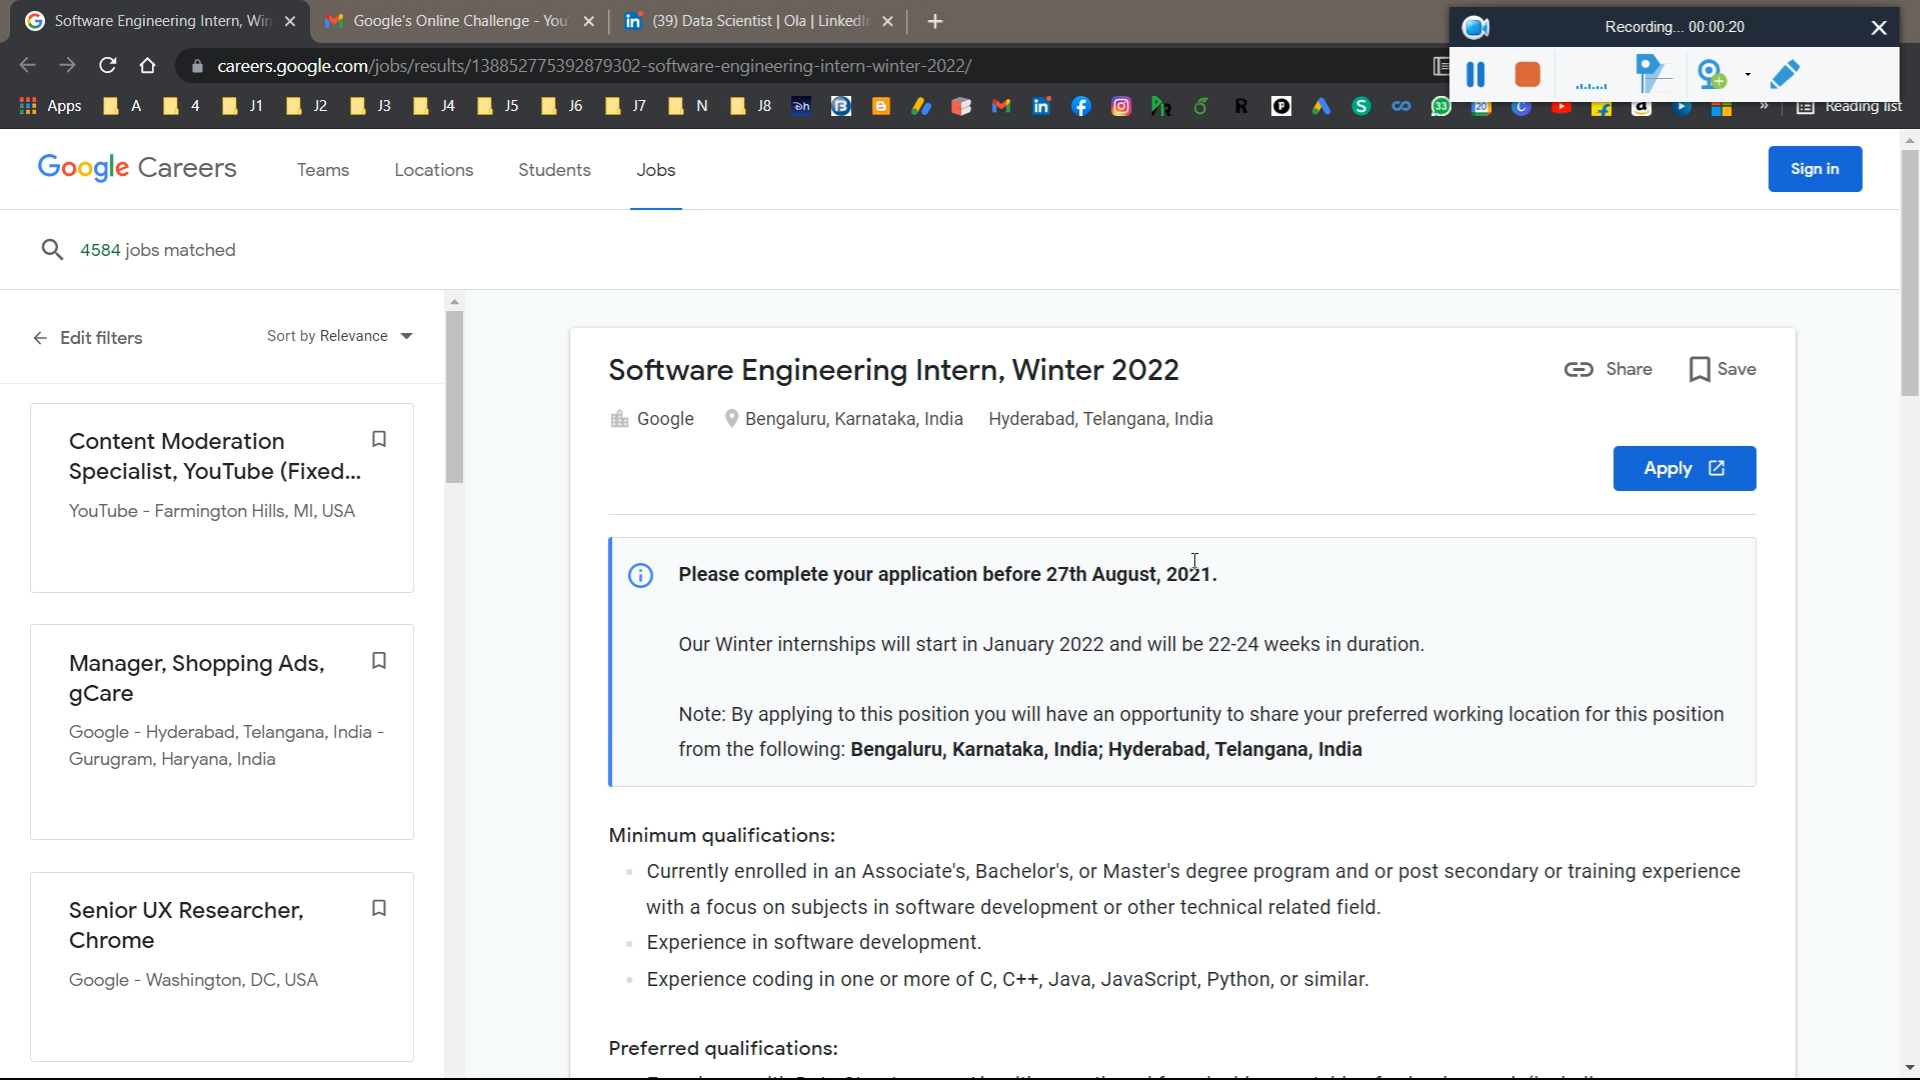 Software Engineering Intern, Win
Google's Online Challenge - You
(39) Data Scientist | Ola | LinkedIn
Recording... 00:00:20
careers.google.com/jobs/results/138852775392879302-software-engineering-intern-winter-2022/
Apps A 4 J1 J2 J3 J4 J5 J6 J7 N J8 Reading list
Google Careers Teams Locations Students Jobs Sign in
4584 jobs matched
Edit filters Sort by Relevance
Content Moderation
Specialist, YouTube (Fixed...
YouTube - Farmington Hills, MI, USA
Manager, Shopping Ads,
gCare
Google - Hyderabad, Telangana, India -
Gurugram, Haryana, India
Senior UX Researcher,
Chrome
Google - Washington, DC, USA
Software Engineering Intern, Winter 2022
Share Save
Google Bengaluru, Karnataka, India Hyderabad, Telangana, India
Apply
Please complete your application before 27th August, 2021.
Our Winter internships will start in January 2022 and will be 22-24 weeks in duration.
Note: By applying to this position you will have an opportunity to share your preferred working location for this position
from the following: Bengaluru, Karnataka, India; Hyderabad, Telangana, India
Minimum qualifications:
Currently enrolled in an Associate's, Bachelor's, or Master's degree program and or post secondary or training experience
with a focus on subjects in software development or other technical related field.
Experience in software development.
Experience coding in one or more of C, C++, Java, JavaScript, Python, or similar.
Preferred qualifications: